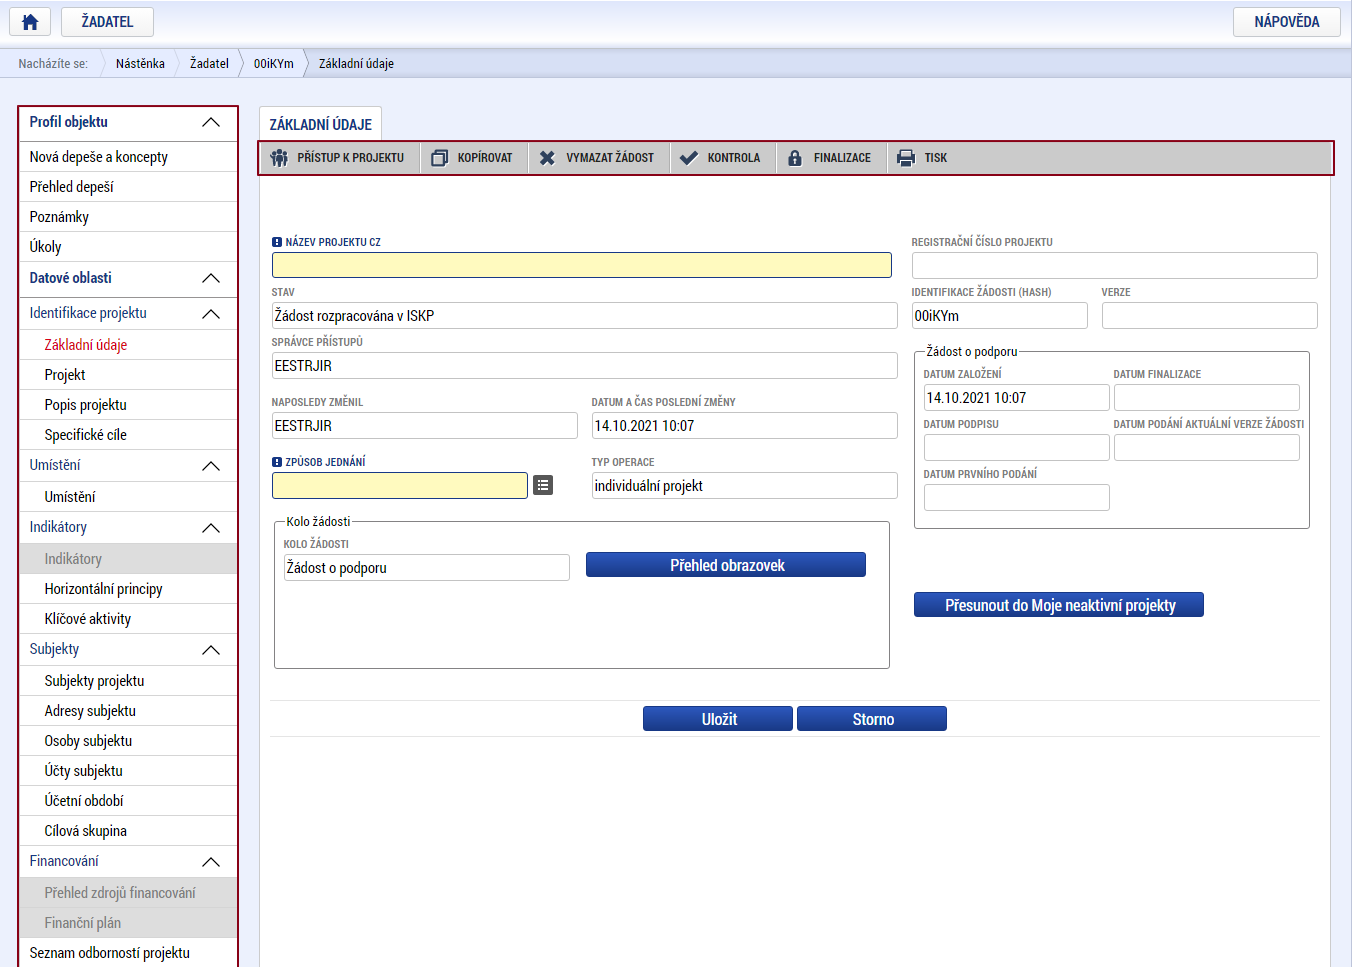 ŽADATEL
NÁPOVĚDA
Nacházíte se: Nástěnka Žadatel 00iKYm Základní údaje
Profil objektu
Nová depeše a koncepty
Přehled depeší
Poznámky
Úkoly
Datové oblasti
Identifikace projektu
Základní údaje
Projekt
Popis projektu
Specifické cíle
Umístění
Umístění
Indikátory
Indikátory
Horizontální principy
Klíčové aktivity
Subjekty
Subjekty projektu
Adresy subjektu
Osoby subjektu
Účty subjektu
Účetní období
Cílová skupina
Financování
Přehled zdrojů financování
Finanční plán
Seznam odborností projektu
ZÁKLADNÍ ÚDAJE
PŘÍSTUP K PROJEKTU KOPÍROVAT VYMAZAT ŽÁDOST KONTROLA FINALIZACE TISK
NÁZEV PROJEKTU CZ
REGISTRAČNÍ ČÍSLO PROJEKTU
STAV
Žádost rozpracována v ISKP
IDENTIFIKACE ŽÁDOSTI (HASH) VERZE
00iKYm
SPRÁVCE PŘÍSTUPŮ
EESTRJIR
NAPOSLEDY ZMĚNIL DATUM A ČAS POSLEDNÍ ZMĚNY
EESTRJIR 14.10.2021 10:07
ZPŮSOB JEDNÁNÍ TYP OPERACE
individuální projekt
Žádost o podporu
DATUM ZALOŽENÍ DATUM FINALIZACE
14.10.2021 10:07
DATUM PODPISU DATUM PODÁNÍ AKTUÁLNÍ VERZE ŽÁDOSTI
DATUM PRVNÍHO PODÁNÍ
Kolo žádosti
KOLO ŽÁDOSTI
Žádost o podporu
Přehled obrazovek
Přesunout do Moje neaktivní projekty
Uložit Storno